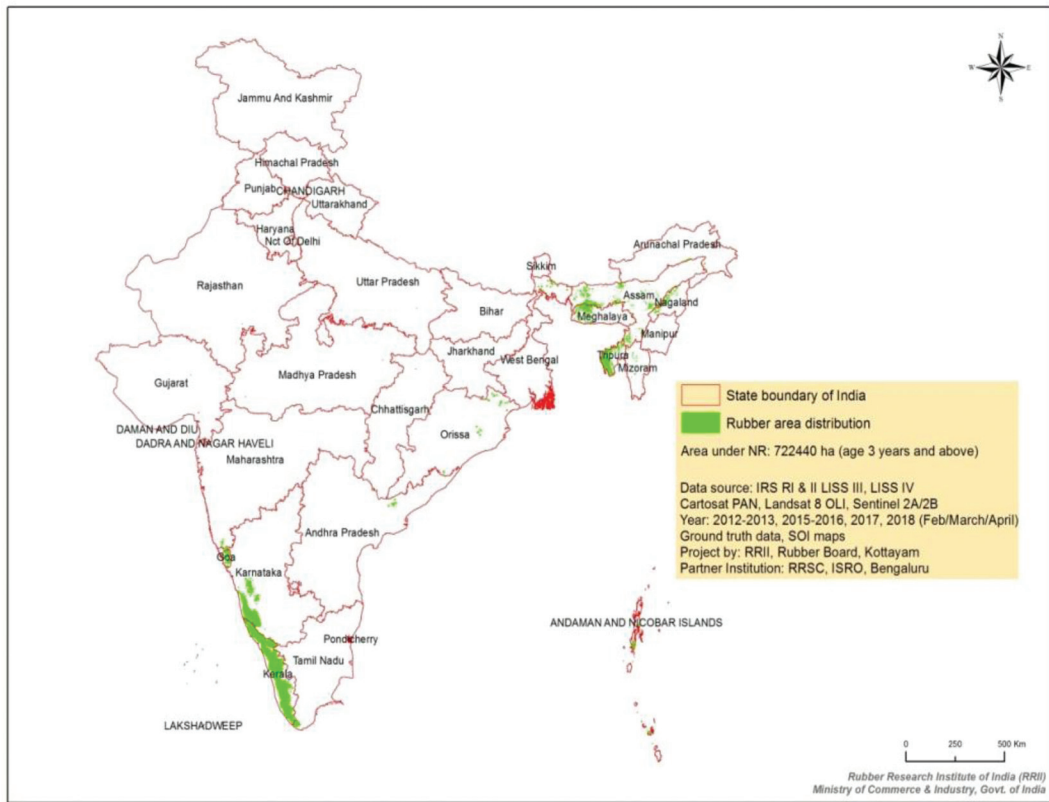 N
W E
S
Jammu And Kashmir
Himachal Pradesh
Punjab
CHANDIGARH
Uttarakhand
Haryana
Nct Of Delhi
Arunachal Pradesh
Sikkim
Rajasthan
Uttar Pradesh
Assam
Nagaland
Bihar
Meghalaya
Manipur
Jharkhand
West Bengal
Tripura
Mizoram
Gujarat
Madhya Pradesh
Chhattisgarh
Orissa
DAMAN AND DIU
DADRA AND NAGAR HAVELI
Maharashtra
State boundary of India
Rubber area distribution
Area under NR: 722440 ha (age 3 years and above)
Data source: IRS RI & II LISS III, LISS IV
Cartosat PAN, Landsat 8 OLI, Sentinel 2A/2B
Year: 2012-2013, 2015-2016, 2017, 2018 (Feb/March/April)
Ground truth data, SOI maps
Project by: RRII, Rubber Board, Kottayam
Partner Institution: RRSC, ISRO, Bengaluru
Andhra Pradesh
Goa
Karnataka
ANDAMAN AND NICOBAR ISLANDS
Pondicherry
Tamil Nadu
Kerala
LAKSHADWEEP
0 250 500 Km
Rubber Research Institute of India (RRII)
Ministry of Commerce & Industry, Govt. of India